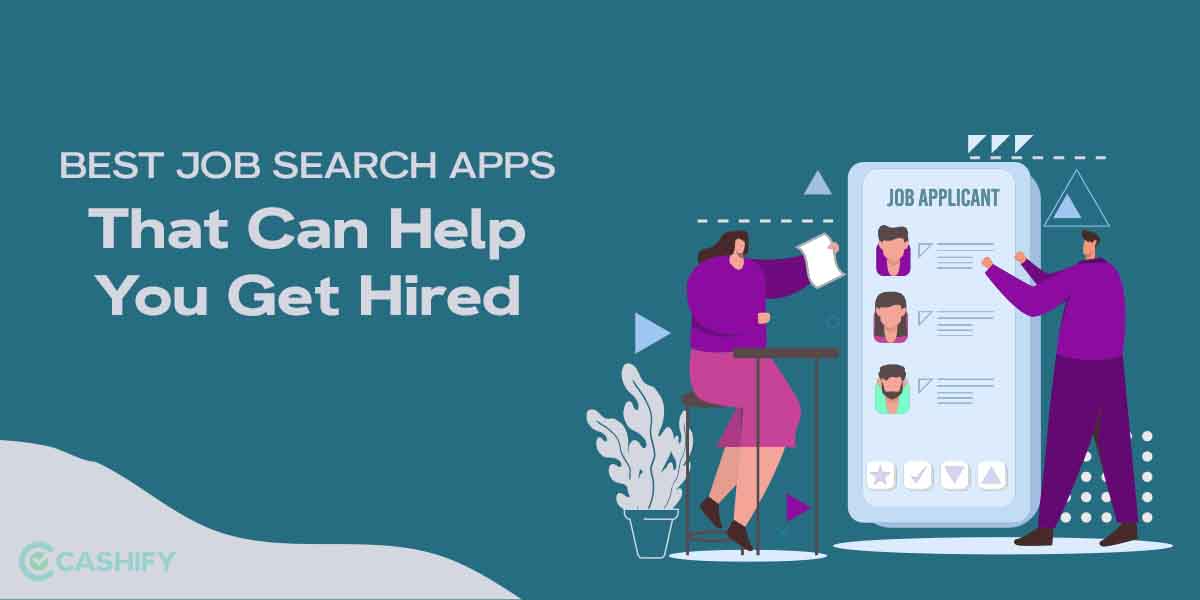 BEST JOB SEARCH APPS
That Can Help
You Get Hired
JOB APPLICANT
CASHIFY